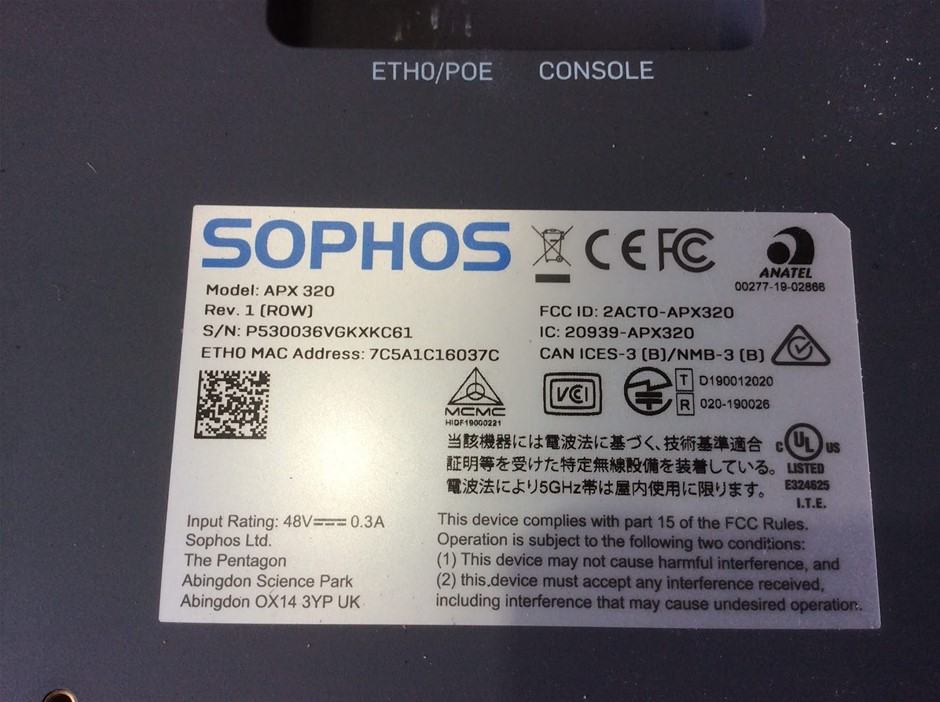 ETH0/POE CONSOLE
SOPHOS
CE FC
ANATEL
00277-19-02866
Model: APX 320
Rev. 1 (ROW)
S/N: P530036VGKXKC61
ETH0 MAC Address: 7C5A1C16037C
FCC ID: 2ACTO-APX320
IC: 20939-APX320
CAN ICES-3 (B)/NMB-3 (B)
MCMC
HIDF19000221
VCCI
T D190012020
R 020-190026
当該機器には電波法に基づく、技術基準適合
証明等を受けた特定無線設備を装着している。
電波法により5GHz帯は屋内使用に限ります。
C UL US
LISTED
E324625
I.T.E.
Input Rating: 48V 0.3A
Sophos Ltd.
The Pentagon
Abingdon Science Park
Abingdon OX14 3YP UK
This device complies with part 15 of the FCC Rules.
Operation is subject to the following two conditions:
(1) This device may not cause harmful interference, and
(2) this device must accept any interference received,
including interference that may cause undesired operation.